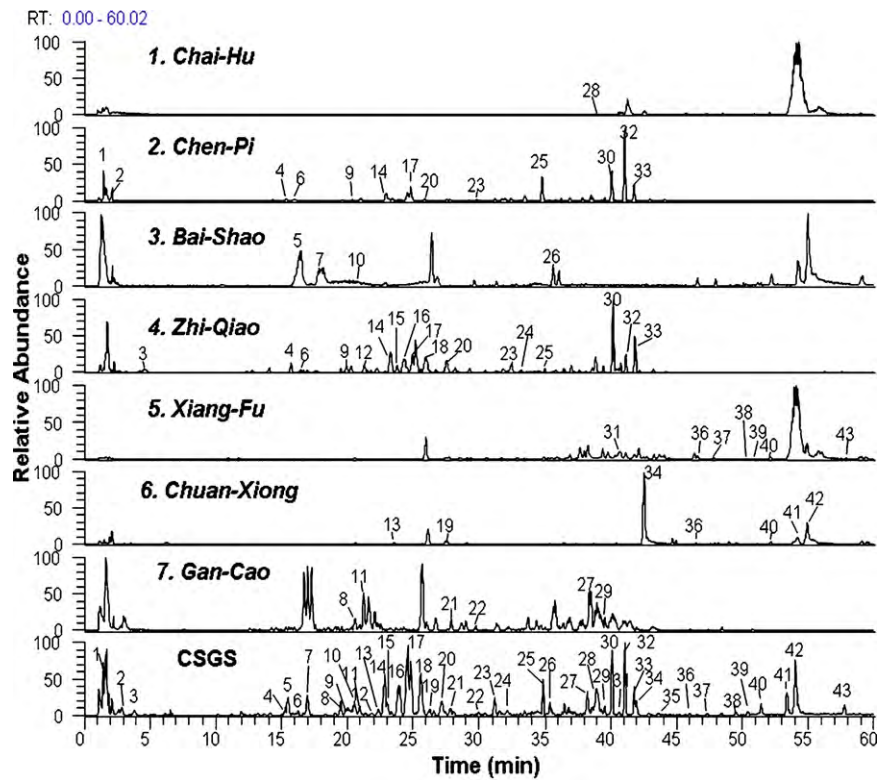 RT: 0.00 - 60.02
Relative Abundance
100 50 0
1. Chai-Hu
28
100 50 0
2. Chen-Pi
1 2 4 6 9 14 17 20 23 25 30 32 33
100 50 0
3. Bai-Shao
5 7 10 26
100 50 0
4. Zhi-Qiao
3 4 6 9 12 14 15 16 17 18 20 23 24 25 30 32 33
100 50 0
5. Xiang-Fu
31 36 37 38 39 40 43
100 50 0
6. Chuan-Xiong
13 19 34 36 40 41 42
100 50 0
7. Gan-Cao
8 11 21 22 27 29
100 50 0
CSGS
1 2 3 4 5 6 7 8 9 10 11 12 13 14 15 16 17 18 19 20 21 22 23 24 25 26 27 28 29 30 32 33 34 35 36 37 38 39 40 41 42 43
0 5 10 15 20 25 30 35 40 45 50 55 60
Time (min)